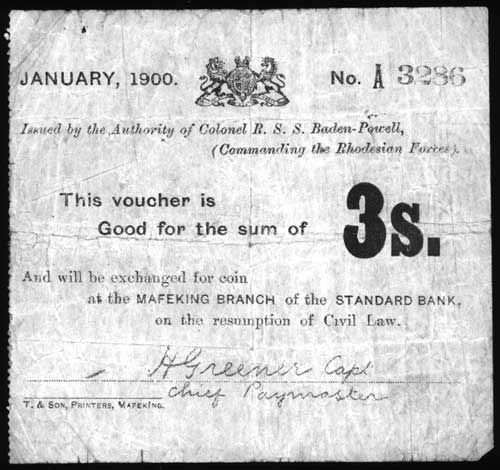 JANUARY, 1900.
No. A 3286
Issued by the Authority of Colonel R. S. S. Baden-Powell,
(Commanding the Rhodesian Forces).
This voucher is
Good for the sum of
3s.
And will be exchanged for coin
at the MAFEKING BRANCH of the STANDARD BANK,
on the resumption of Civil Law.
H Greener Capt
Chief Paymaster
T. & SON, PRINTERS, MAFEKING.